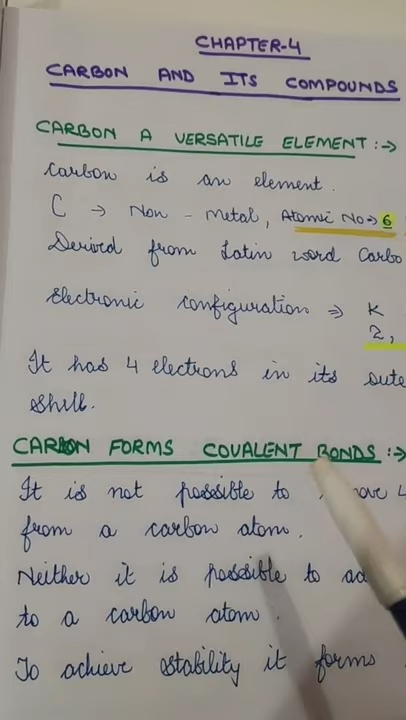 CHAPTER-4
CARBON AND ITS COMPOUNDS
CARBON A VERSATILE ELEMENT :→
Carbon is an element.
C → Non-Metal, Atomic No→ 6
Derived from Latin word Carbo
Electronic configuration ⇒ K
2,
It has 4 electrons in its oute
shell.
CARBON FORMS COVALENT BONDS :→
It is not possible to 4
from a carbon atom.
Neither it is possible to
to a carbon atom.
To achieve stability it forms